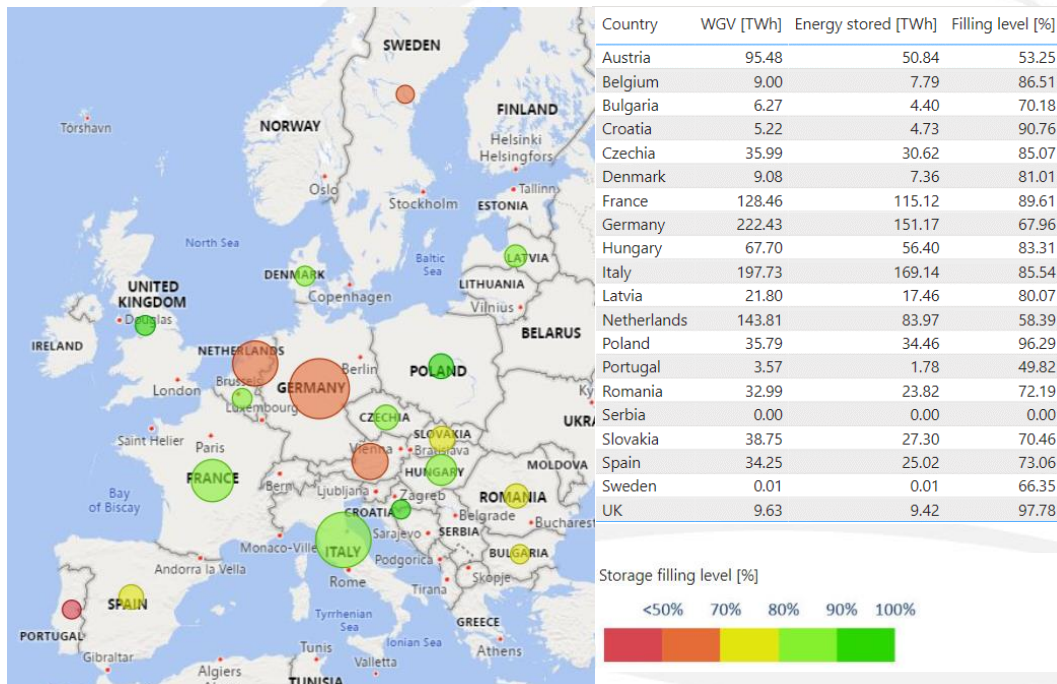 SWEDEN
FINLAND
Tórshavn
NORWAY
Helsinki
Helsingfors
Oslo
Tallinn
Stockholm
ESTONIA
North Sea
Baltic
Sea
LATVIA
DENMARK
LITHUANIA
Copenhagen
UNITED
KINGDOM
Vilnius
Douglas
BELARUS
IRELAND
NETHERLANDS
Berlin
POLAND
London
Brussels
GERMANY
Luxembourg
CZECHIA
UKR
SLOVAKIA
Saint Helier
Paris
Vienna
Bratislava
HUNGARY
MOLDOVA
FRANCE
Bern
Ljubljana
Zagreb
ROMANIA
Bay
of Biscay
CROATIA
Belgrade
Bucharest
Monaco-Ville
ITALY
Sarajevo
SERBIA
Andorra la Vella
Podgorica
BULGARIA
Rome
Skopje
Tirana
SPAIN
Tyrrhenian
Sea
GREECE
PORTUGAL
Ionian Sea
Athens
Gibraltar
Tunis
Valletta
Algiers
TUNISIA
Country WGV [TWh] Energy stored [TWh] Filling level [%]
Austria 95.48 50.84 53.25
Belgium 9.00 7.79 86.51
Bulgaria 6.27 4.40 70.18
Croatia 5.22 4.73 90.76
Czechia 35.99 30.62 85.07
Denmark 9.08 7.36 81.01
France 128.46 115.12 89.61
Germany 222.43 151.17 67.96
Hungary 67.70 56.40 83.31
Italy 197.73 169.14 85.54
Latvia 21.80 17.46 80.07
Netherlands 143.81 83.97 58.39
Poland 35.79 34.46 96.29
Portugal 3.57 1.78 49.82
Romania 32.99 23.82 72.19
Serbia 0.00 0.00 0.00
Slovakia 38.75 27.30 70.46
Spain 34.25 25.02 73.06
Sweden 0.01 0.01 66.35
UK 9.63 9.42 97.78
Storage filling level [%]
<50% 70% 80% 90% 100%